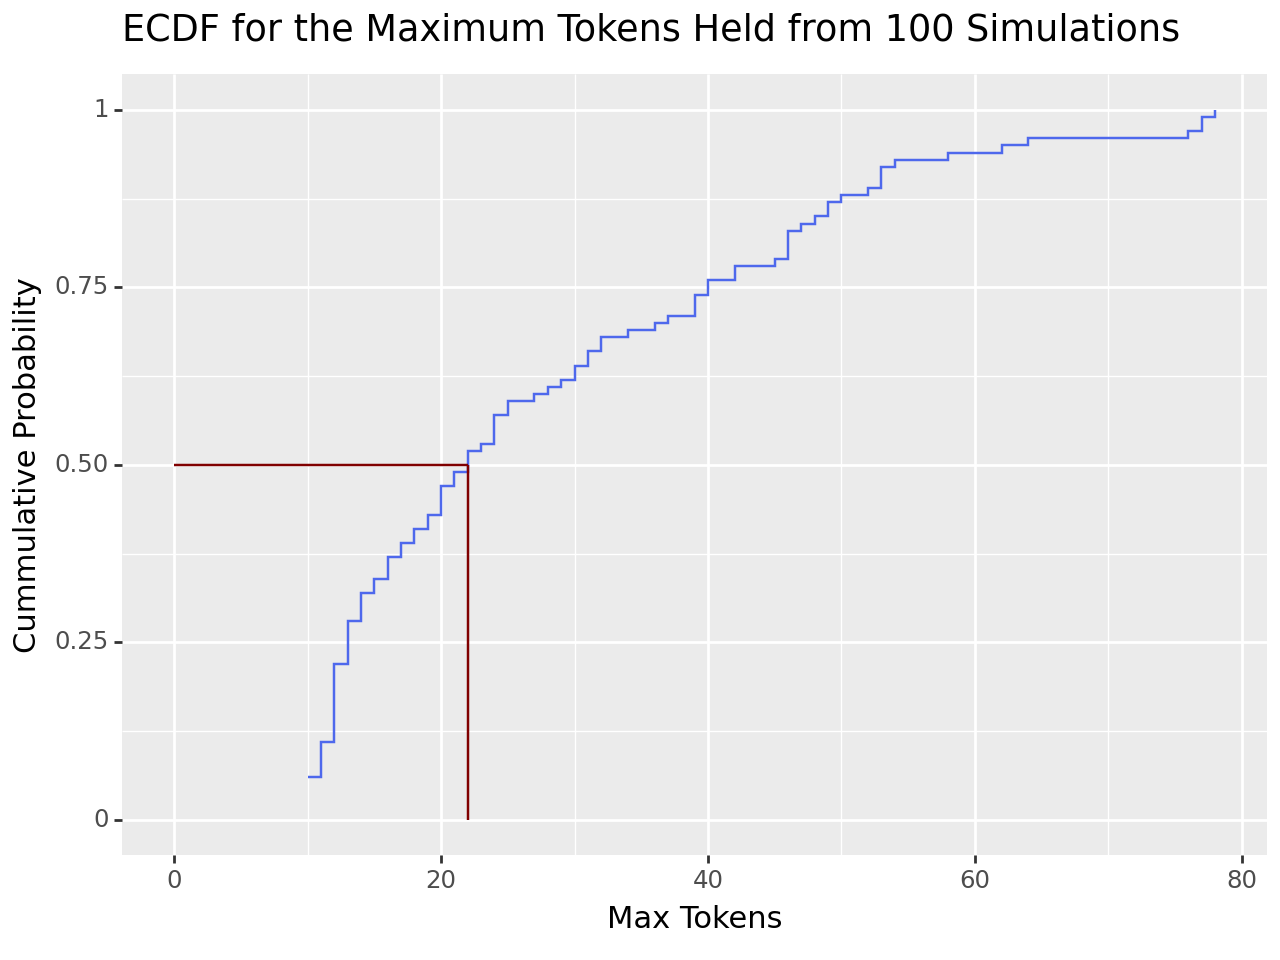 ECDF for the Maximum Tokens Held from 100 Simulations
Cummulative Probability
1
0.75
0.50
0.25
0
0 20 40 60 80
Max Tokens